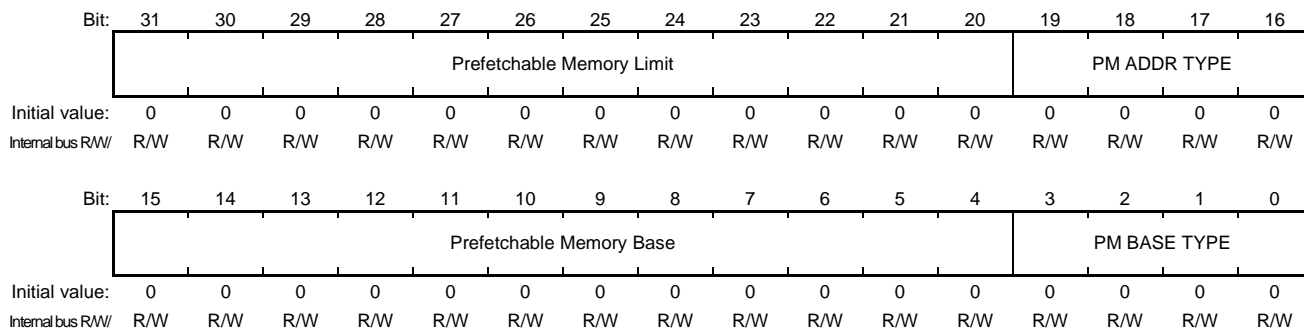 Bit: 31 30 29 28 27 26 25 24 23 22 21 20 19 18 17 16
Prefetchable Memory Limit PM ADDR TYPE
Initial value: 0 0 0 0 0 0 0 0 0 0 0 0 0 0 0 0
Internal bus R/W/ R/W R/W R/W R/W R/W R/W R/W R/W R/W R/W R/W R/W R/W R/W R/W R/W
Bit: 15 14 13 12 11 10 9 8 7 6 5 4 3 2 1 0
Prefetchable Memory Base PM BASE TYPE
Initial value: 0 0 0 0 0 0 0 0 0 0 0 0 0 0 0 0
Internal bus R/W/ R/W R/W R/W R/W R/W R/W R/W R/W R/W R/W R/W R/W R/W R/W R/W R/W